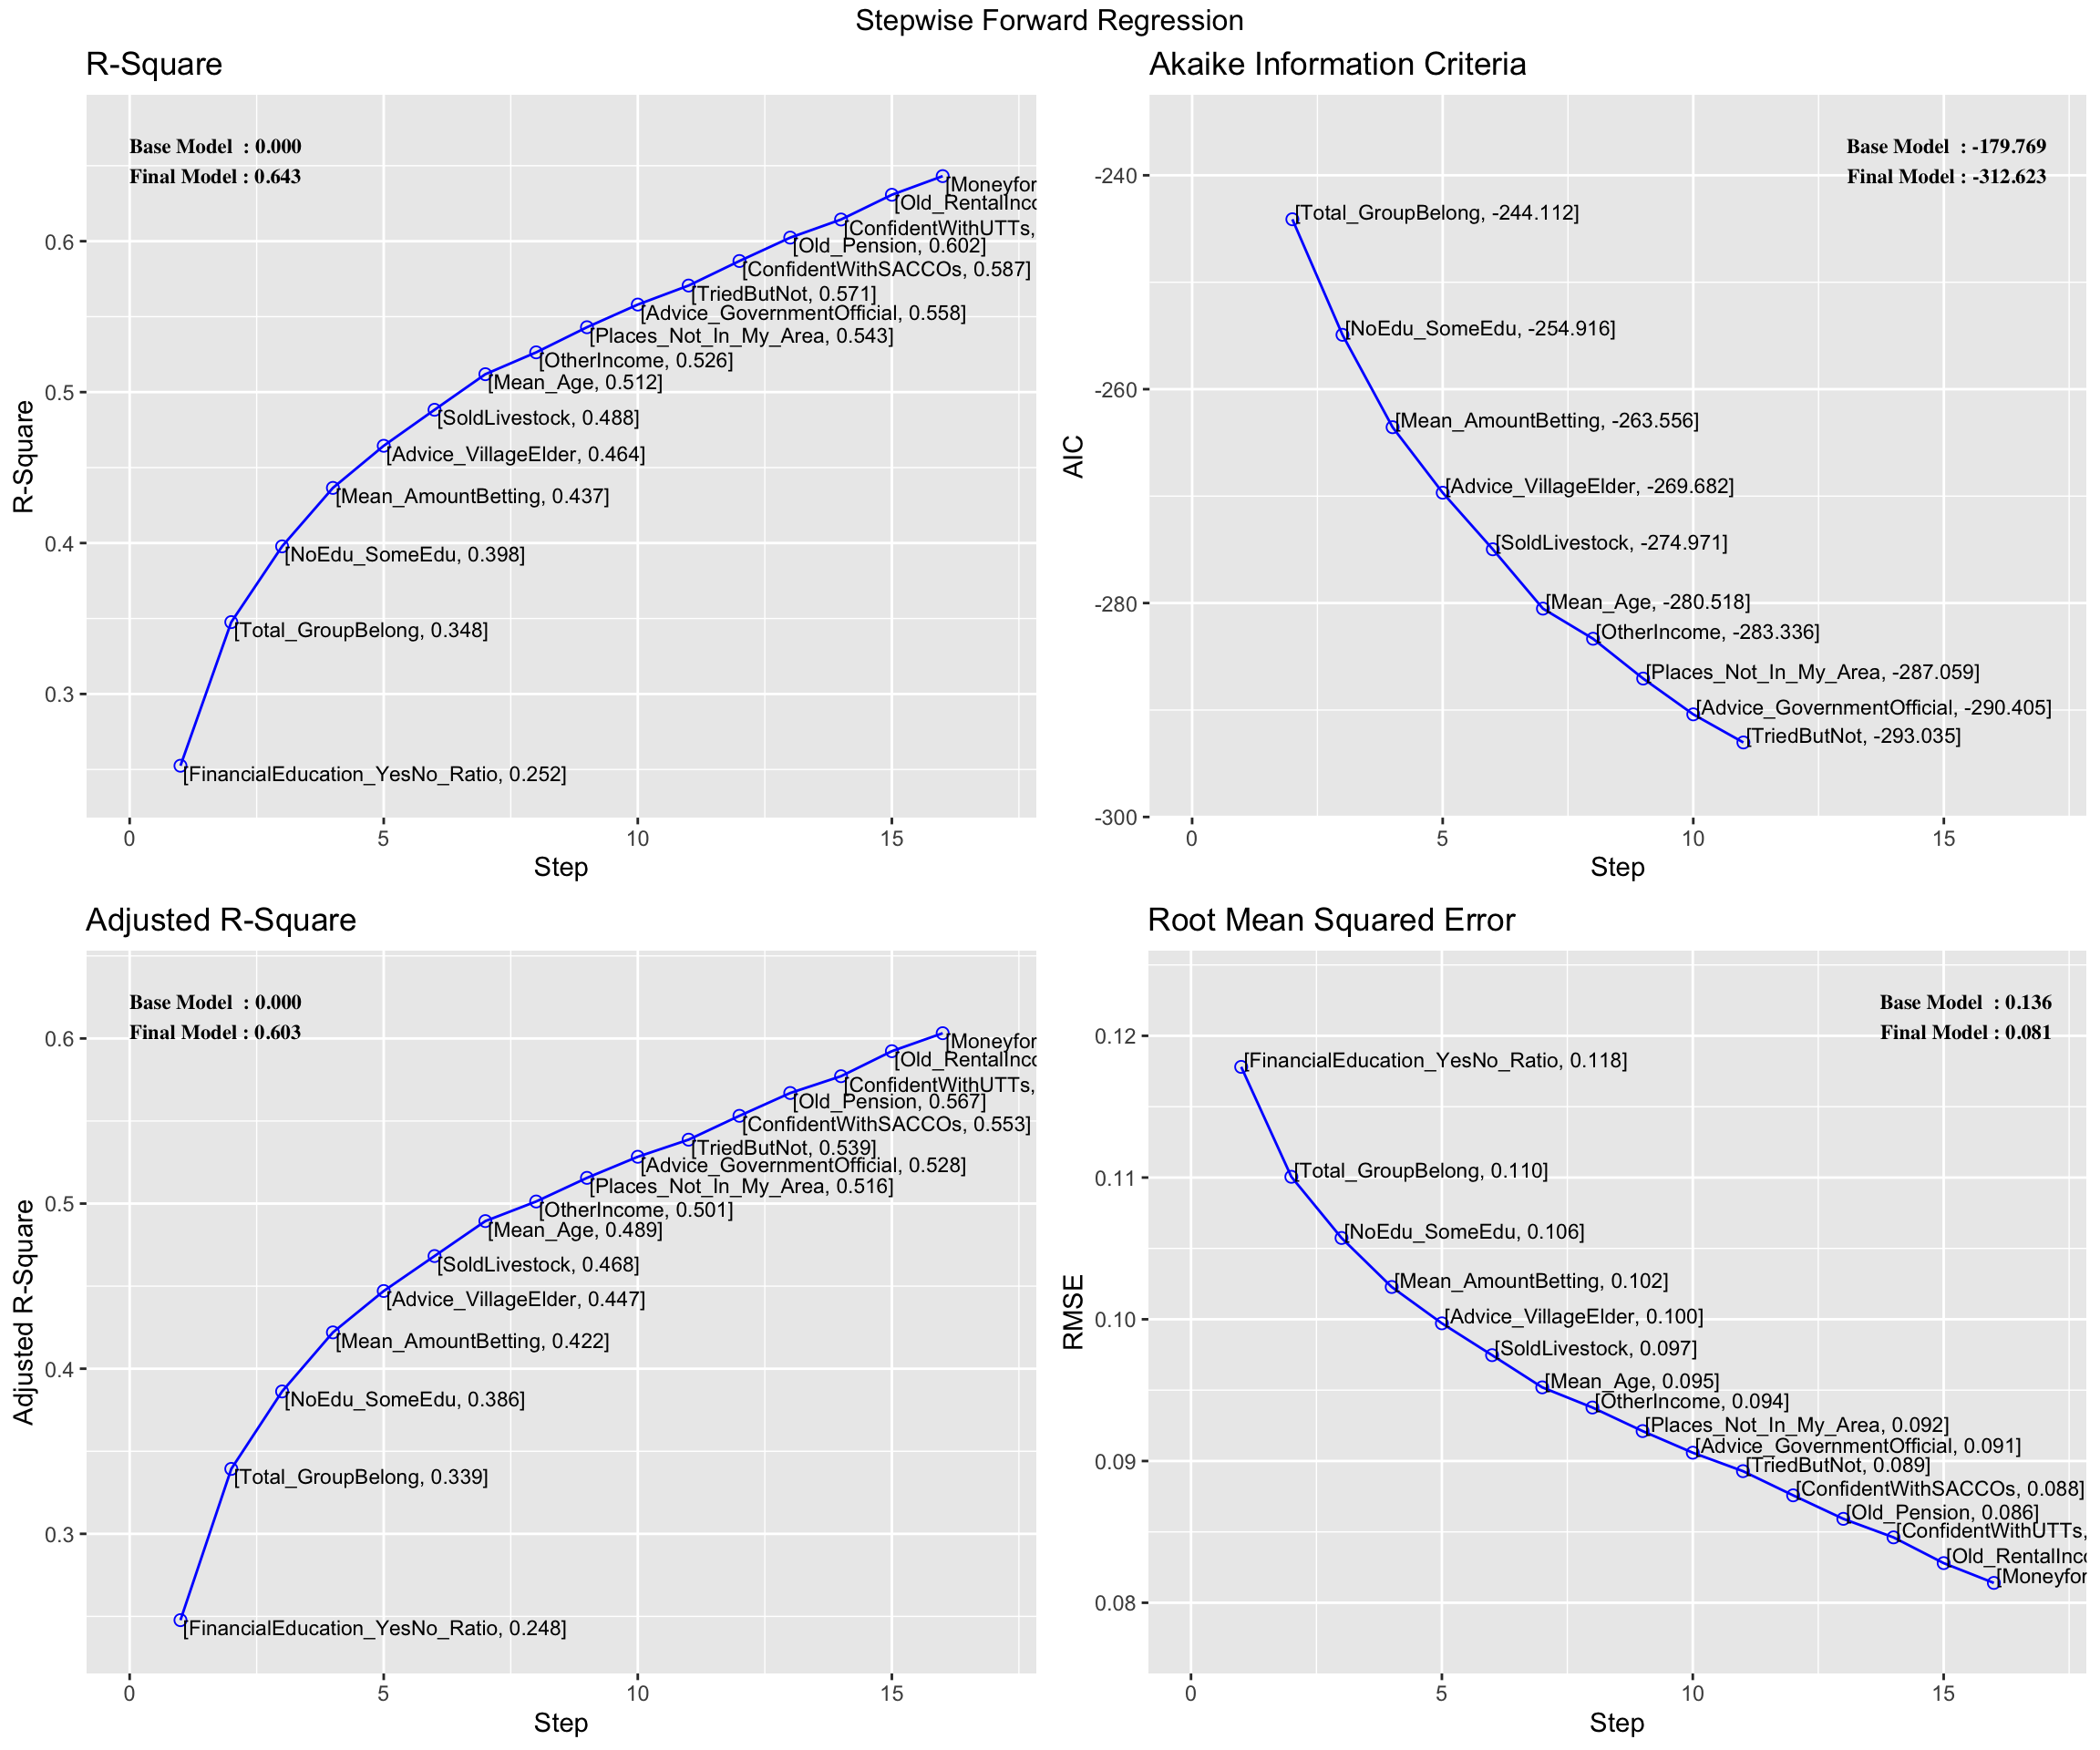 Stepwise Forward Regression
R-Square
Base Model : 0.000
Final Model : 0.643
[Moneyfor
[Old_RentalInco
[ConfidentWithUTTs,
[Old_Pension, 0.602]
[ConfidentWithSACCOs, 0.587]
[TriedButNot, 0.571]
[Advice_GovernmentOfficial, 0.558]
[Places_Not_In_My_Area, 0.543]
[OtherIncome, 0.526]
[Mean_Age, 0.512]
[SoldLivestock, 0.488]
[Advice_VillageElder, 0.464]
[Mean_AmountBetting, 0.437]
[NoEdu_SomeEdu, 0.398]
[Total_GroupBelong, 0.348]
[FinancialEducation_YesNo_Ratio, 0.252]
R-Square
0.6
0.5
0.4
0.3
0 5 10 15
Step
Akaike Information Criteria
Base Model : -179.769
Final Model : -312.623
[Total_GroupBelong, -244.112]
[NoEdu_SomeEdu, -254.916]
[Mean_AmountBetting, -263.556]
[Advice_VillageElder, -269.682]
[SoldLivestock, -274.971]
[Mean_Age, -280.518]
[OtherIncome, -283.336]
[Places_Not_In_My_Area, -287.059]
[Advice_GovernmentOfficial, -290.405]
[TriedButNot, -293.035]
AIC
-240
-260
-280
-300
0 5 10 15
Step
Adjusted R-Square
Base Model : 0.000
Final Model : 0.603
[Moneyfor
[Old_RentalInco
[ConfidentWithUTTs,
[Old_Pension, 0.567]
[ConfidentWithSACCOs, 0.553]
[TriedButNot, 0.539]
[Advice_GovernmentOfficial, 0.528]
[Places_Not_In_My_Area, 0.516]
[OtherIncome, 0.501]
[Mean_Age, 0.489]
[SoldLivestock, 0.468]
[Advice_VillageElder, 0.447]
[Mean_AmountBetting, 0.422]
[NoEdu_SomeEdu, 0.386]
[Total_GroupBelong, 0.339]
[FinancialEducation_YesNo_Ratio, 0.248]
Adjusted R-Square
0.6
0.5
0.4
0.3
0 5 10 15
Step
Root Mean Squared Error
Base Model : 0.136
Final Model : 0.081
[FinancialEducation_YesNo_Ratio, 0.118]
[Total_GroupBelong, 0.110]
[NoEdu_SomeEdu, 0.106]
[Mean_AmountBetting, 0.102]
[Advice_VillageElder, 0.100]
[SoldLivestock, 0.097]
[Mean_Age, 0.095]
[OtherIncome, 0.094]
[Places_Not_In_My_Area, 0.092]
[Advice_GovernmentOfficial, 0.091]
[TriedButNot, 0.089]
[ConfidentWithSACCOs, 0.088]
[Old_Pension, 0.086]
[ConfidentWithUTTs,
[Old_RentalInco
[Moneyfor
RMSE
0.12
0.11
0.10
0.09
0.08
0 5 10 15
Step